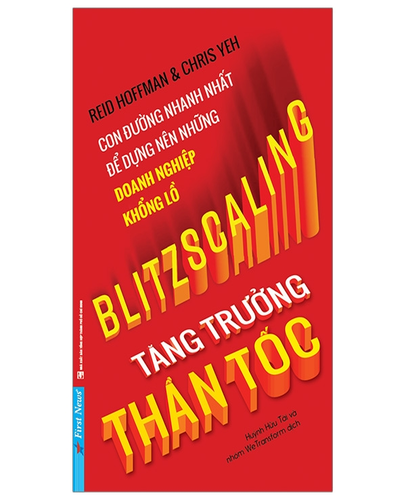 REID HOFFMAN & CHRIS YEH
CON ĐƯỜNG NHANH NHẤT
ĐỂ DỰNG NÊN NHỮNG
DOANH NGHIỆP
KHỔNG LỒ
BLITZSCALING
TĂNG TRƯỞNG
THẦN TỐC
Huỳnh Hữu Tài và
nhóm WeTransform dịch
First News